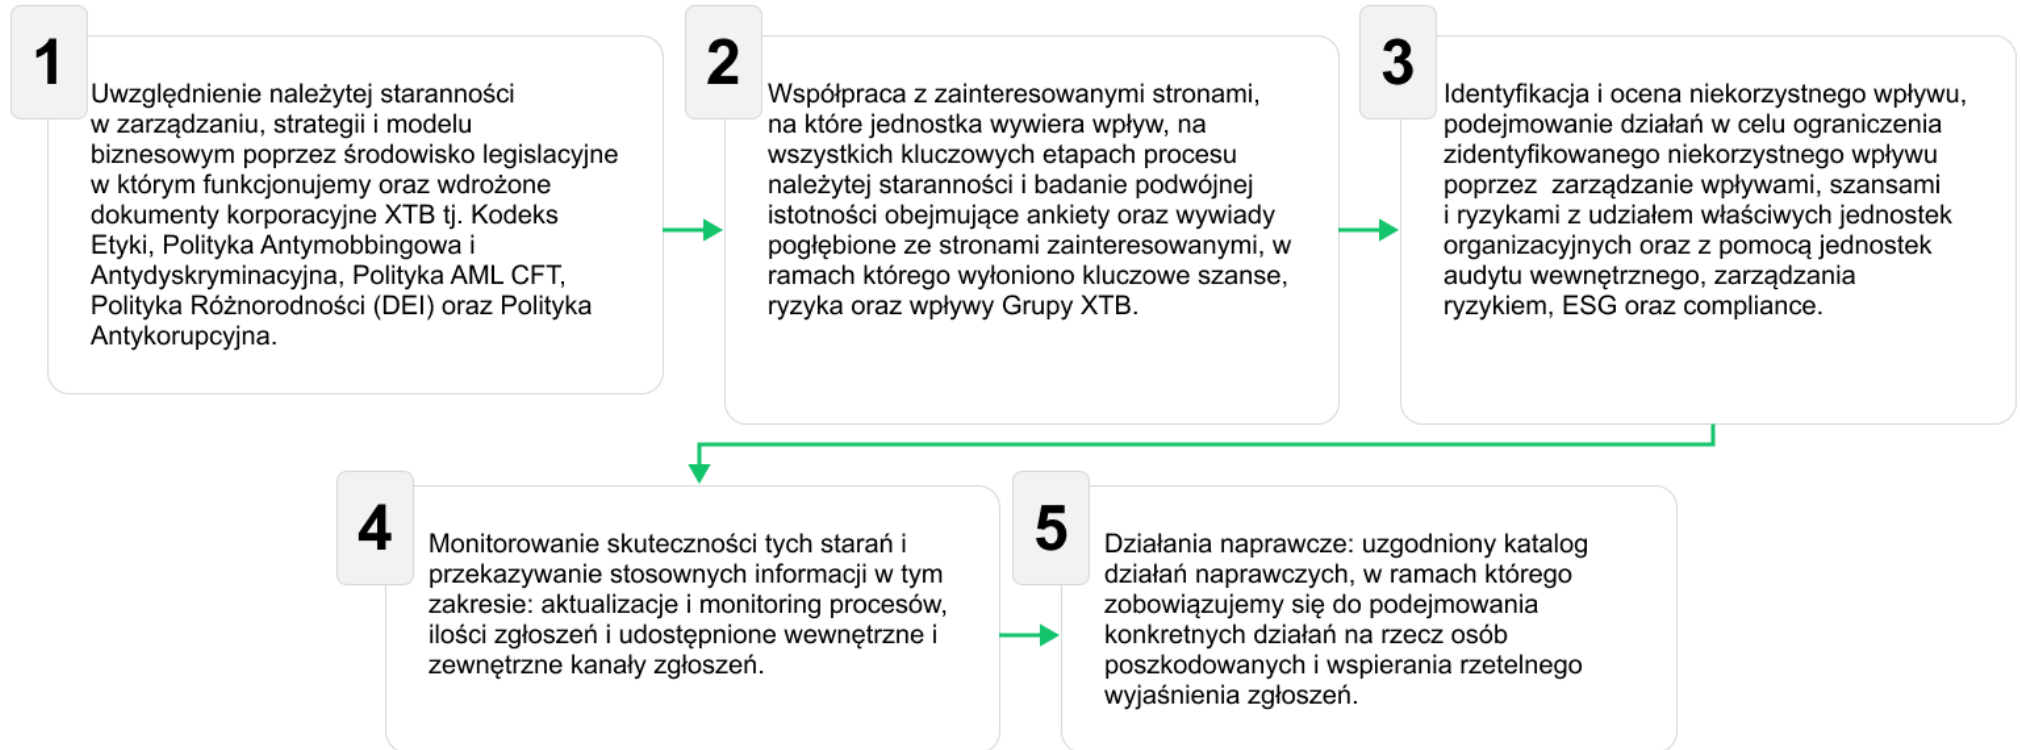 1
Uwzględnienie należytej staranności
w zarządzaniu, strategii i modelu
biznesowym poprzez środowisko legislacyjne
w którym funkcjonujemy oraz wdrożone
dokumenty korporacyjne XTB tj. Kodeks
Etyki, Polityka Antymobbingowa i
Antydyskryminacyjna, Polityka AML CFT,
Polityka Różnorodności (DEI) oraz Polityka
Antykorupcyjna.
2
Współpraca z zainteresowanymi stronami,
na które jednostka wywiera wpływ, na
wszystkich kluczowych etapach procesu
należytej staranności i badanie podwójnej
istotności obejmujące ankiety oraz wywiady
pogłębione ze stronami zainteresowanymi, w
ramach którego wyłoniono kluczowe szanse,
ryzyka oraz wpływy Grupy XTB.
3
Identyfikacja i ocena niekorzystnego wpływu,
podejmowanie działań w celu ograniczenia
zidentyfikowanego niekorzystnego wpływu
poprzez  zarządzanie wpływami, szansami
i ryzykami z udziałem właściwych jednostek
organizacyjnych oraz z pomocą jednostek
audytu wewnętrznego, zarządzania
ryzykiem, ESG oraz compliance.
4
Monitorowanie skuteczności tych starań i
przekazywanie stosownych informacji w tym
zakresie: aktualizacje i monitoring procesów,
ilości zgłoszeń i udostępnione wewnętrzne i
zewnętrzne kanały zgłoszeń.
5
Działania naprawcze: uzgodniony katalog
działań naprawczych, w ramach którego
zobowiązujemy się do podejmowania
konkretnych działań na rzecz osób
poszkodowanych i wspierania rzetelnego
wyjaśnienia zgłoszeń.